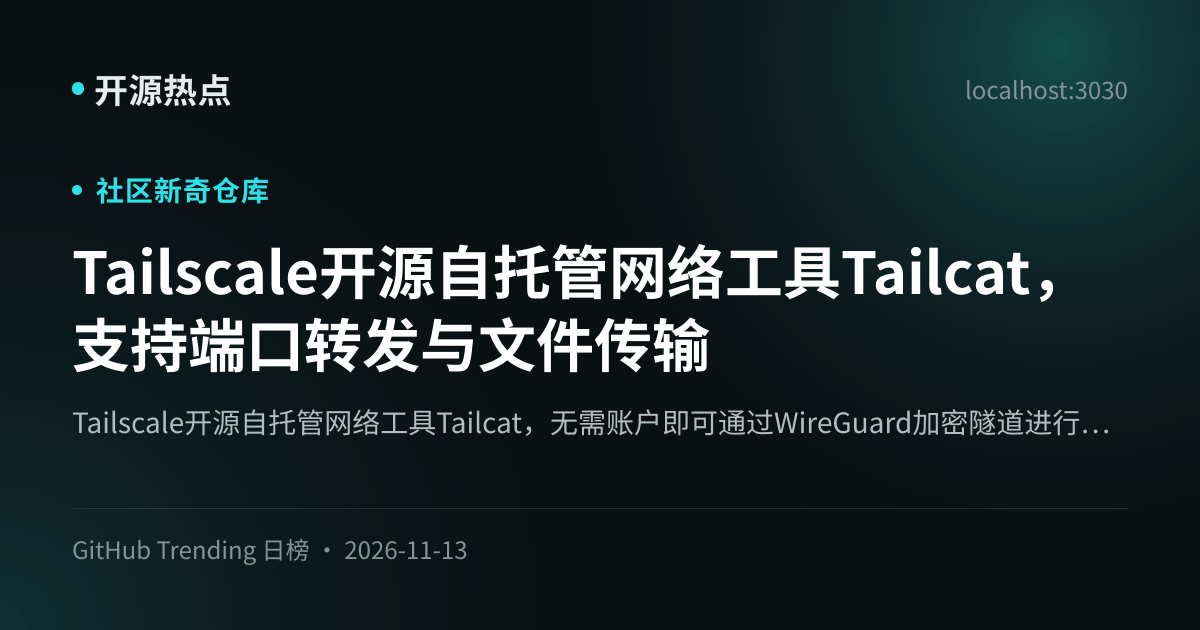 开源热点
localhost:3030
社区新奇仓库
Tailscale开源自托管网络工具Tailcat，
支持端口转发与文件传输
Tailscale开源自托管网络工具Tailcat，无需账户即可通过WireGuard加密隧道进行…
GitHub Trending 日榜 · 2026-11-13